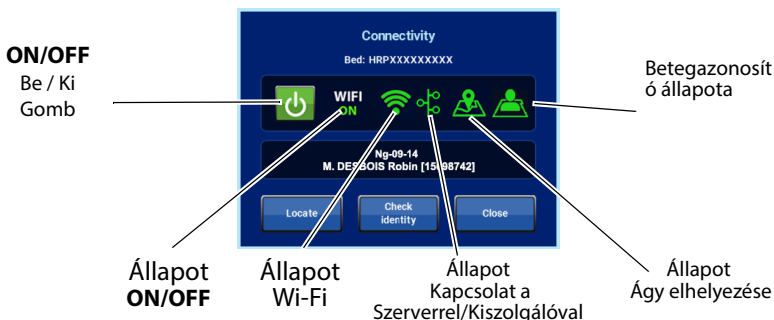 Connectivity
Bed: HRPXXXXXXXXX
ON/OFF
Be / Ki
Gomb
WIFI
ON
Betegazonosít
ó állapota
Ng-09-14
M. DESBOIS Robin [15098742]
Locate
Check
identity
Close
Állapot
ON/OFF
Állapot
Wi-Fi
Állapot
Kapcsolat a
Szerverrel/Kiszolgálóval
Állapot
Ágy elhelyezése